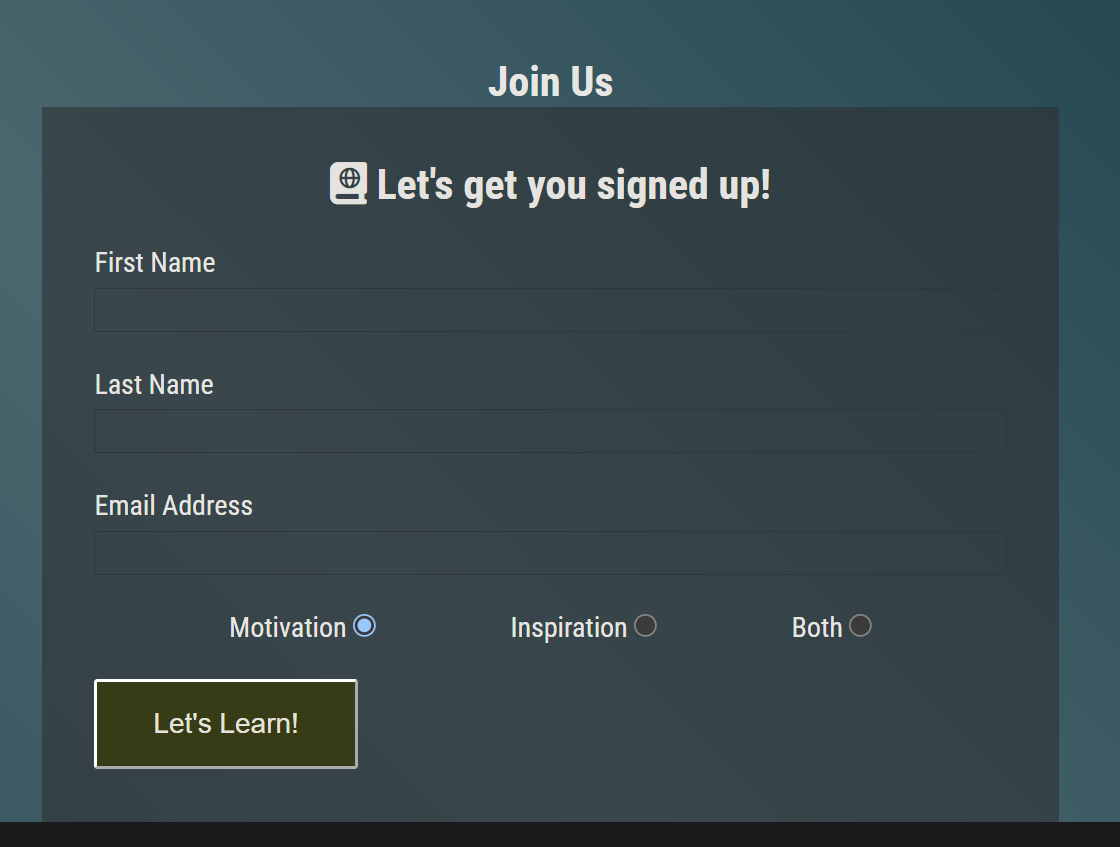 Join Us
Let's get you signed up!
First Name
Last Name
Email Address
Motivation Inspiration Both
Let's Learn!